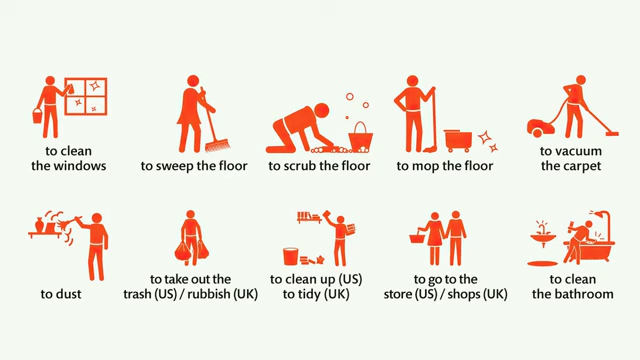 to clean
the windows
to sweep the floor
to scrub the floor
to mop the floor
to vacuum
the carpet
to dust
to take out the
trash (US) / rubbish (UK)
to clean up (US)
to tidy (UK)
to go to the
store (US) / shops (UK)
to clean
the bathroom